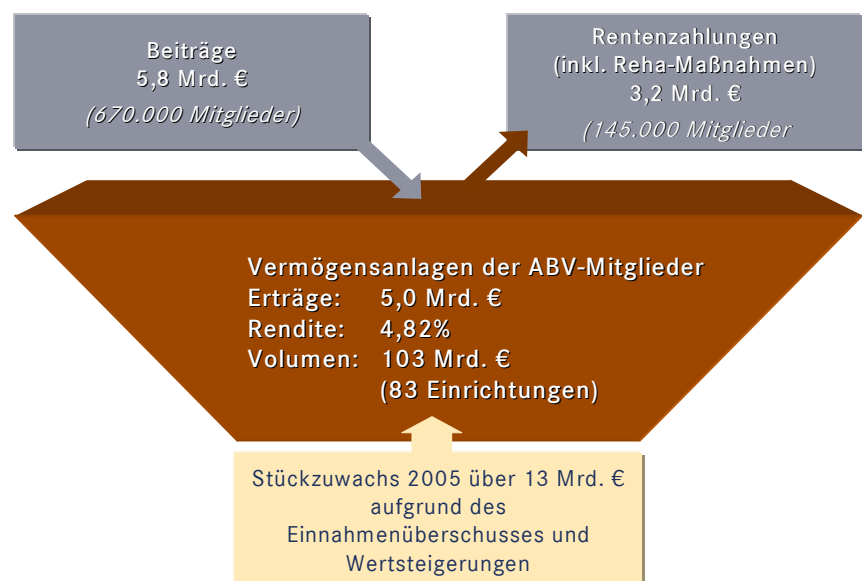 Beiträge
5,8 Mrd. €
(670.000 Mitglieder)
Rentenzahlungen
(inkl. Reha-Maßnahmen)
3,2 Mrd. €
(145.000 Mitglieder
Vermögensanlagen der ABV-Mitglieder
Erträge: 5,0 Mrd. €
Rendite: 4,82%
Volumen: 103 Mrd. €
(83 Einrichtungen)
Stückzuwachs 2005 über 13 Mrd. €
aufgrund des
Einnahmenüberschusses und
Wertsteigerungen